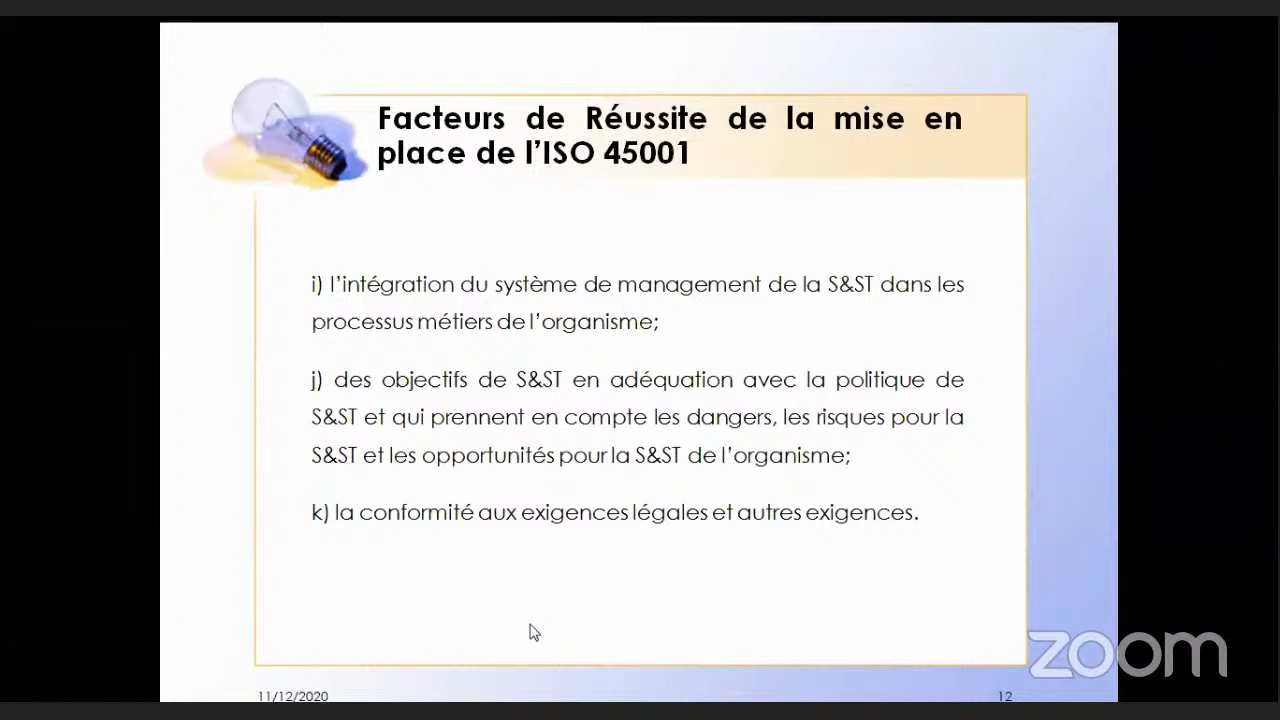 Facteurs de Réussite de la mise en
place de l’ISO 45001
i) l’intégration du système de management de la S&ST dans les
processus métiers de l’organisme;
j) des objectifs de S&ST en adéquation avec la politique de
S&ST et qui prennent en compte les dangers, les risques pour la
S&ST et les opportunités pour la S&ST de l’organisme;
k) la conformité aux exigences légales et autres exigences.
zoom
11/12/2020
12